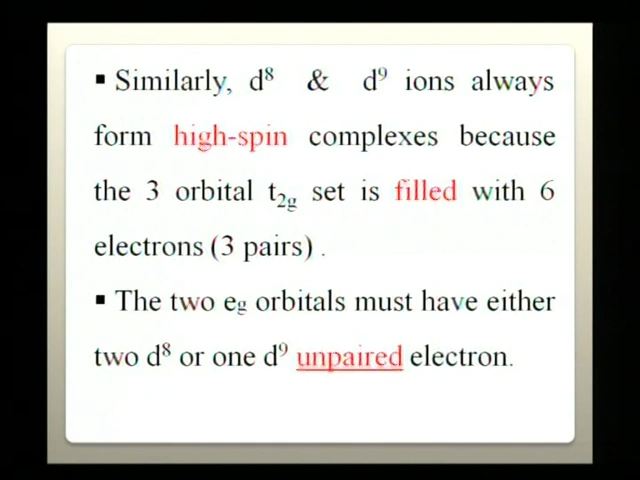 ▪ Similarly, d⁸ & d⁹ ions always
form high-spin complexes because
the 3 orbital t₂g set is filled with 6
electrons (3 pairs) .
▪ The two eg orbitals must have either
two d⁸ or one d⁹ unpaired electron.